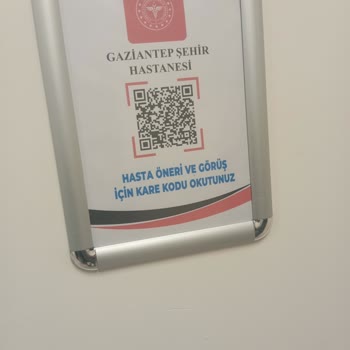 GAZİANTEP ŞEHİR
HASTANESİ
HASTA ÖNERİ VE GÖRÜŞ
İÇİN KARE KODU OKUTUNUZ